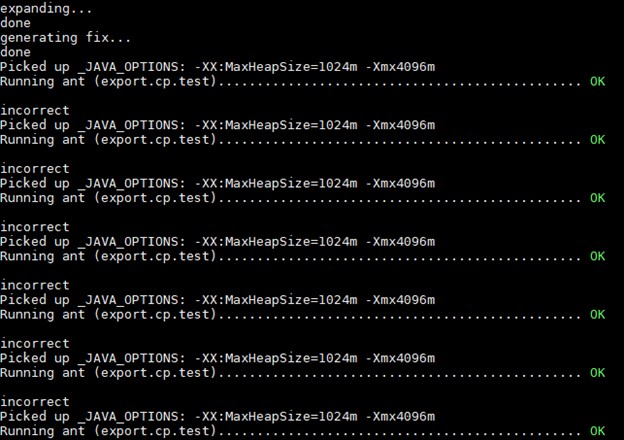 expanding...
done
generating fix...
done
Picked up _JAVA_OPTIONS: -XX:MaxHeapSize=1024m -Xmx4096m
Running ant (export.cp.test)............................................... OK
incorrect
Picked up _JAVA_OPTIONS: -XX:MaxHeapSize=1024m -Xmx4096m
Running ant (export.cp.test)............................................... OK
incorrect
Picked up _JAVA_OPTIONS: -XX:MaxHeapSize=1024m -Xmx4096m
Running ant (export.cp.test)............................................... OK
incorrect
Picked up _JAVA_OPTIONS: -XX:MaxHeapSize=1024m -Xmx4096m
Running ant (export.cp.test)............................................... OK
incorrect
Picked up _JAVA_OPTIONS: -XX:MaxHeapSize=1024m -Xmx4096m
Running ant (export.cp.test)............................................... OK
incorrect
Picked up _JAVA_OPTIONS: -XX:MaxHeapSize=1024m -Xmx4096m
Running ant (export.cp.test)............................................... OK
incorrect
Picked up _JAVA_OPTIONS: -XX:MaxHeapSize=1024m -Xmx4096m
Running ant (export.cp.test)............................................... OK